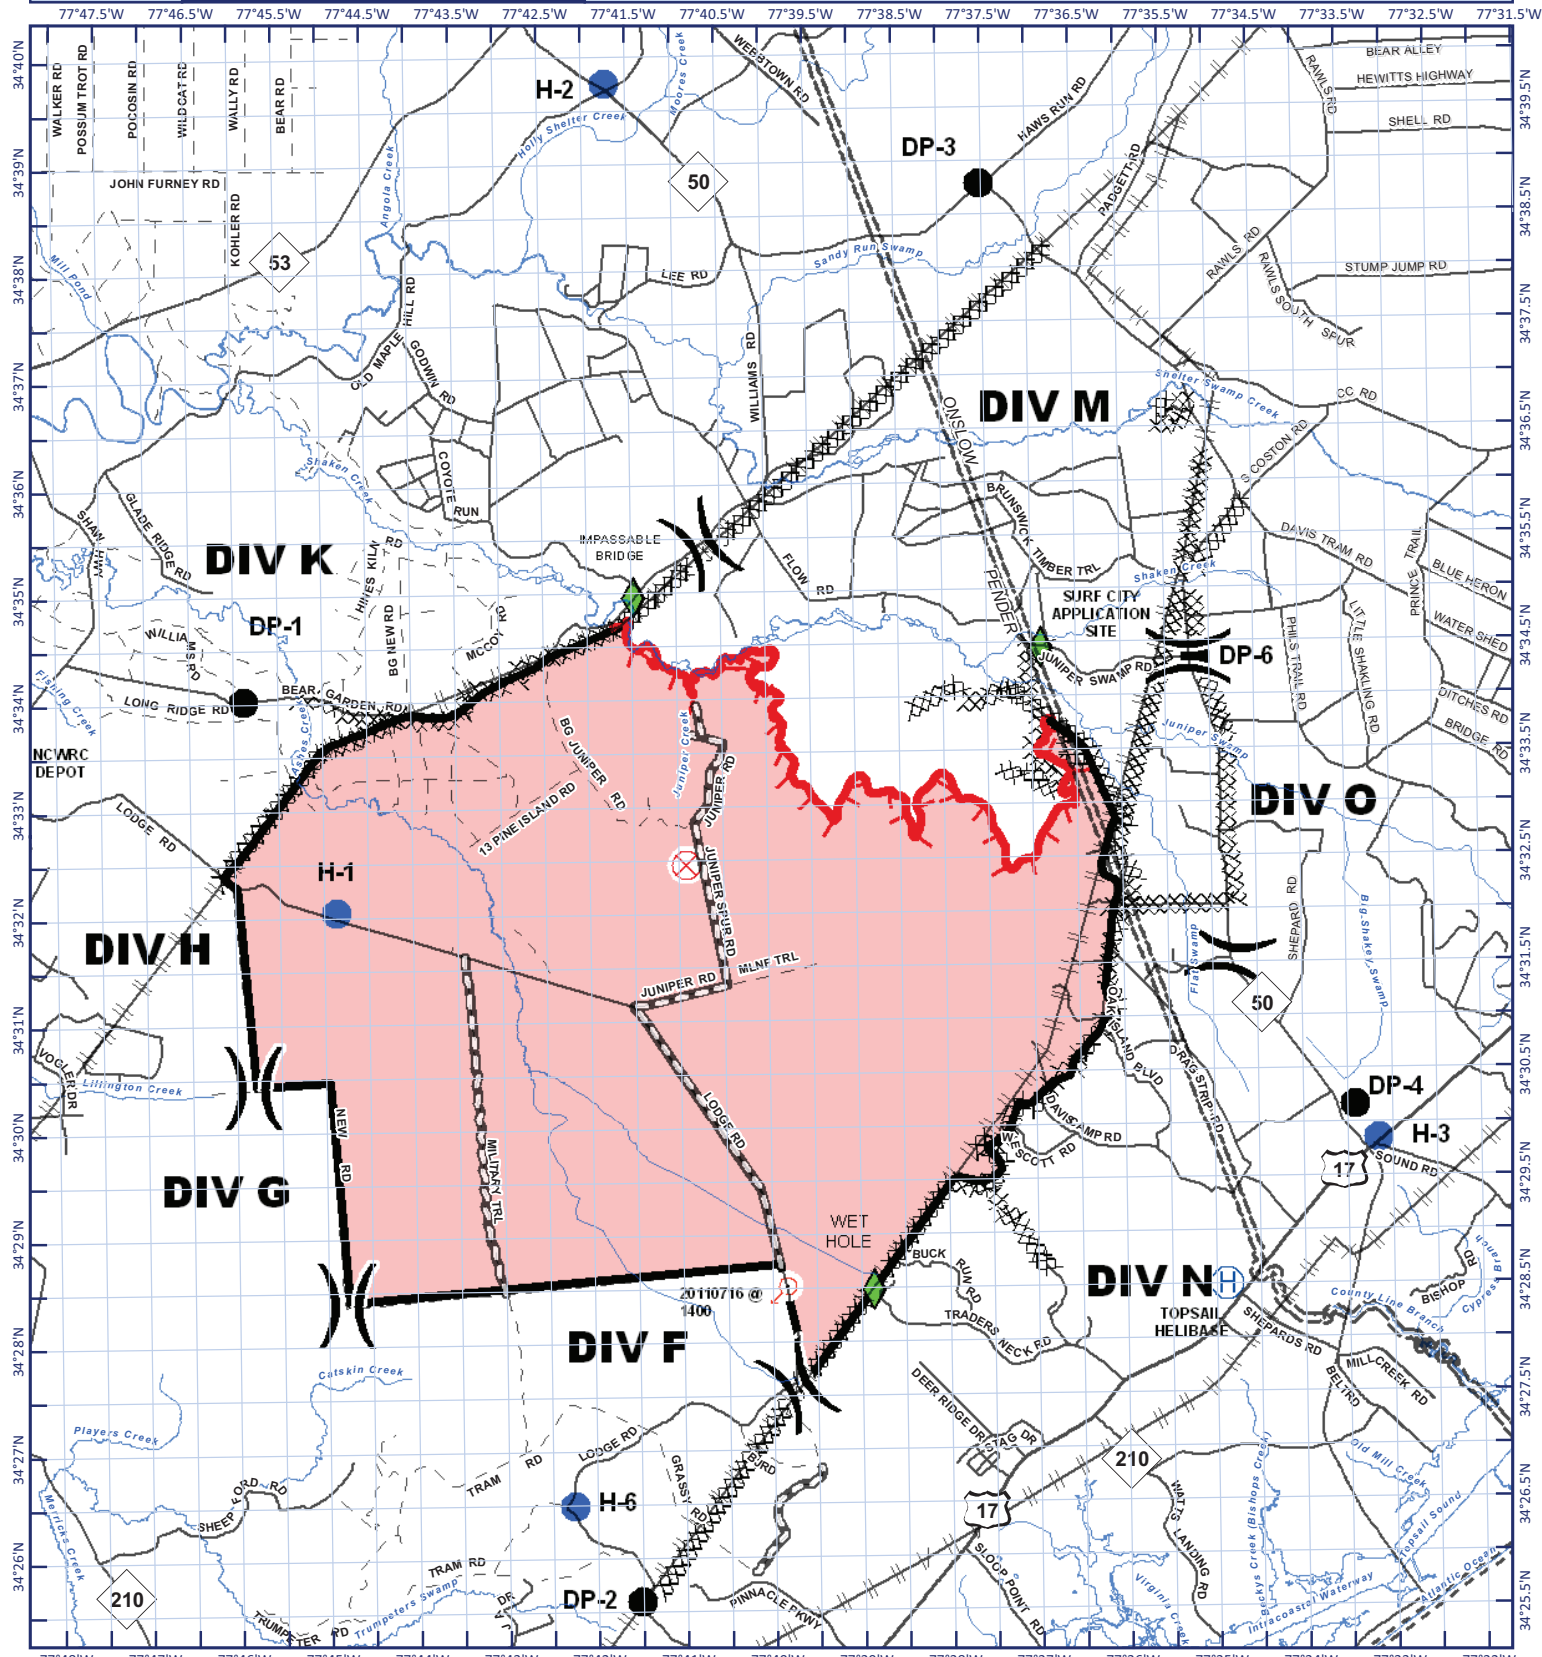 77°47.5'W 77°46.5'W 77°45.5'W 77°44.5'W 77°43.5'W 77°42.5'W 77°41.5'W 77°40.5'W 77°39.5'W 77°38.5'W 77°37.5'W 77°36.5'W 77°35.5'W 77°34.5'W 77°33.5'W 77°32.5'W 77°31.5'W
34°40'N
34°39'N
34°38'N
34°37'N
34°36'N
34°35'N
34°34'N
34°33'N
34°32'N
34°31'N
34°30'N
34°29'N
34°28'N
34°27'N
34°26'N
34°39.5'N
34°38.5'N
34°37.5'N
34°36.5'N
34°35.5'N
34°34.5'N
34°33.5'N
34°32.5'N
34°31.5'N
34°30.5'N
34°29.5'N
34°28.5'N
34°27.5'N
34°26.5'N
34°25.5'N
WALKER RD
POSSUM TROT RD
POCOSIN RD
WILDCAT RD
WALLY RD
BEAR RD
JOHN FURNEY RD
KOHLER RD
53
Mill Pond
Angola Creek
H-2
Holly Shelter Creek
Moores Creek
50
WEBBTOWN RD
DP-3
HAWS RUN RD
PADGETT RD
RAWLS RD
BEAR ALLEY
HEWITTS HIGHWAY
SHELL RD
RAWLS RD
RAWLS SOUTH SPUR
STUMP JUMP RD
LEE RD
Sandy Run Swamp
OLD MAPLE HILL RD
GODWIN RD
WILLIAMS RD
DIV M
ONSLOW
PENDER
Shelter Swamp Creek
CC RD
S COSTON RD
Shaken Creek
COYOTE RUN
GLADE RIDGE RD
SHAW HWY
DIV K
HINES KILN RD
BG NEW RD
MCCOY RD
IMPASSABLE
BRIDGE
FLOW RD
BRUNSWICK TIMBER TRL
Shaken Creek
DAVIS TRAM RD
PRINCE TRAIL
BLUE HERON
WATER SHED
DITCHES RD
BRIDGE RD
PHILS TRAIL RD
LITTLE SHAKLING RD
SURF CITY
APPLICATION
SITE
JUNIPER SWAMP RD
DP-6
Juniper Swamp
DP-1
WILLIAMS RD
LONG RIDGE RD
BEAR GARDEN RD
Fishing Creek
Ashes Creek
NCWRC
DEPOT
LODGE RD
BG JUNIPER RD
Juniper Creek
JUNIPER RD
13 PINE ISLAND RD
JUNIPER SPUR RD
DIV O
H-1
DIV H
JUNIPER RD
MLNF TRL
Flat Swamp
SHEPARD RD
Big Shakey Swamp
50
VOGLER DR
Lillington Creek
NEW RD
MILITARY TRL
LODGE RD
OAK ISLAND BLVD
DRAG STRIP RD
DAVIS CAMP RD
WESCOTT RD
DP-4
H-3
17
SOUND RD
DIV G
WET
HOLE
BUCK RUN RD
DIV N
H
TOPSAIL
HELIBASE
TRADERS NECK RD
20110716 @
1400
DIV F
County Line Branch
BISHOP RD
Cypress Branch
SHEPARDS RD
BELT RD
MILLCREEK RD
Catskin Creek
Players Creek
DEER RIDGE DR
STAG DR
LODGE RD
TRAM RD
GRASSY RD
H-6
SHEEP FORD RD
Merricks Creek
210
210
17
WATTS LANDING RD
Old Mill Creek
Topsail Sound
Beckys Creek (Bishops Creek)
TRAM RD
Trumpeters Swamp
TRUMPETER RD
DP-2
PINNACLE PKWY
SLOOP POINT RD
Virginia Creek
Intracoastal Waterway
Atlantic Ocean